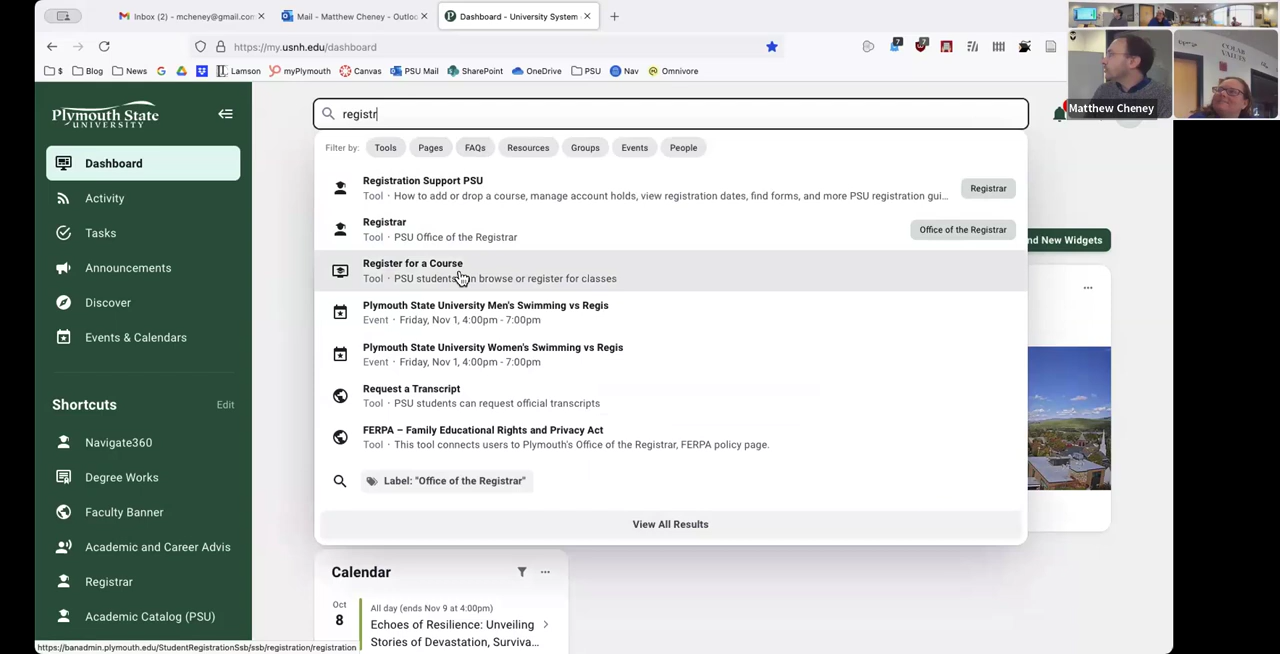 Inbox (2) - mcheney@gmail.com
Mail - Matthew Cheney - Outloo
Dashboard - University System
https://my.usnh.edu/dashboard
7
7
$
Blog
News
Lamson
myPlymouth
Canvas
PSU Mail
SharePoint
OneDrive
PSU
Nav
Omnivore
Matthew Cheney
COLAB
VALUES
Plymouth State
UNIVERSITY
Dashboard
Activity
Tasks
Announcements
Discover
Events & Calendars
Shortcuts
Edit
Navigate360
Degree Works
Faculty Banner
Academic and Career Advis
Registrar
Academic Catalog (PSU)
registr
Filter by:
Tools
Pages
FAQs
Resources
Groups
Events
People
Registration Support PSU
Tool · How to add or drop a course, manage account holds, view registration dates, find forms, and more PSU registration gui...
Registrar
Registrar
Tool · PSU Office of the Registrar
Office of the Registrar
Register for a Course
Tool · PSU students can browse or register for classes
Plymouth State University Men's Swimming vs Regis
Event · Friday, Nov 1, 4:00pm - 7:00pm
Plymouth State University Women's Swimming vs Regis
Event · Friday, Nov 1, 4:00pm - 7:00pm
Request a Transcript
Tool · PSU students can request official transcripts
FERPA – Family Educational Rights and Privacy Act
Tool · This tool connects users to Plymouth's Office of the Registrar, FERPA policy page.
Label: "Office of the Registrar"
View All Results
nd New Widgets
Calendar
Oct
8
All day (ends Nov 9 at 4:00pm)
Echoes of Resilience: Unveiling
Stories of Devastation, Surviva...
https://banadmin.plymouth.edu/StudentRegistrationSsb/ssb/registration/registration